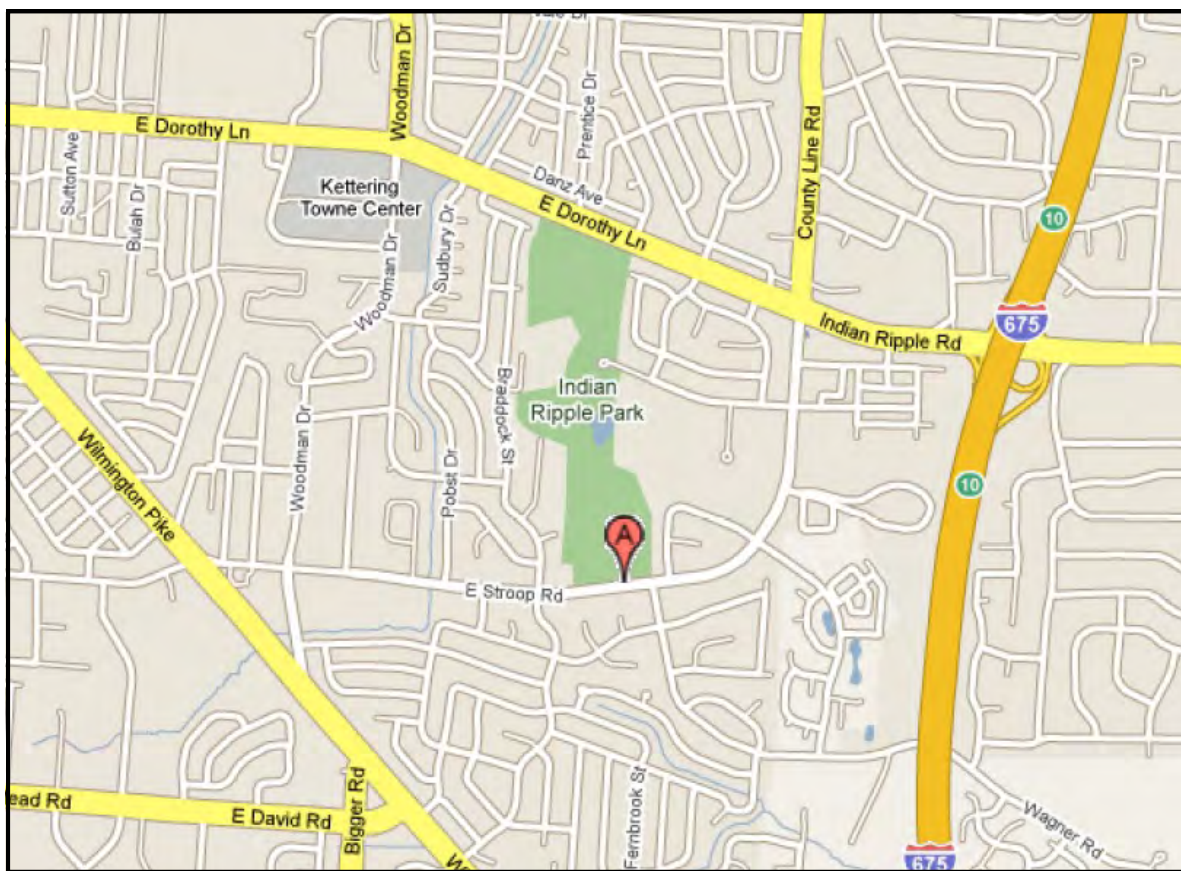 Woodman Dr
Prentice Dr
County Line Rd
E Dorothy Ln
Sutton Ave
Bulah Dr
Kettering
Towne Center
Danz Ave
E Dorothy Ln
10
Sudbury Dr
Woodman Dr
675
Indian Ripple Rd
Indian
Ripple Park
Braddock St
Woodman Dr
Wilmington Pike
Pobst Dr
10
A
E Stroop Rd
Fernbrook St
Bigger Rd
ead Rd
E David Rd
Wagner Rd
675